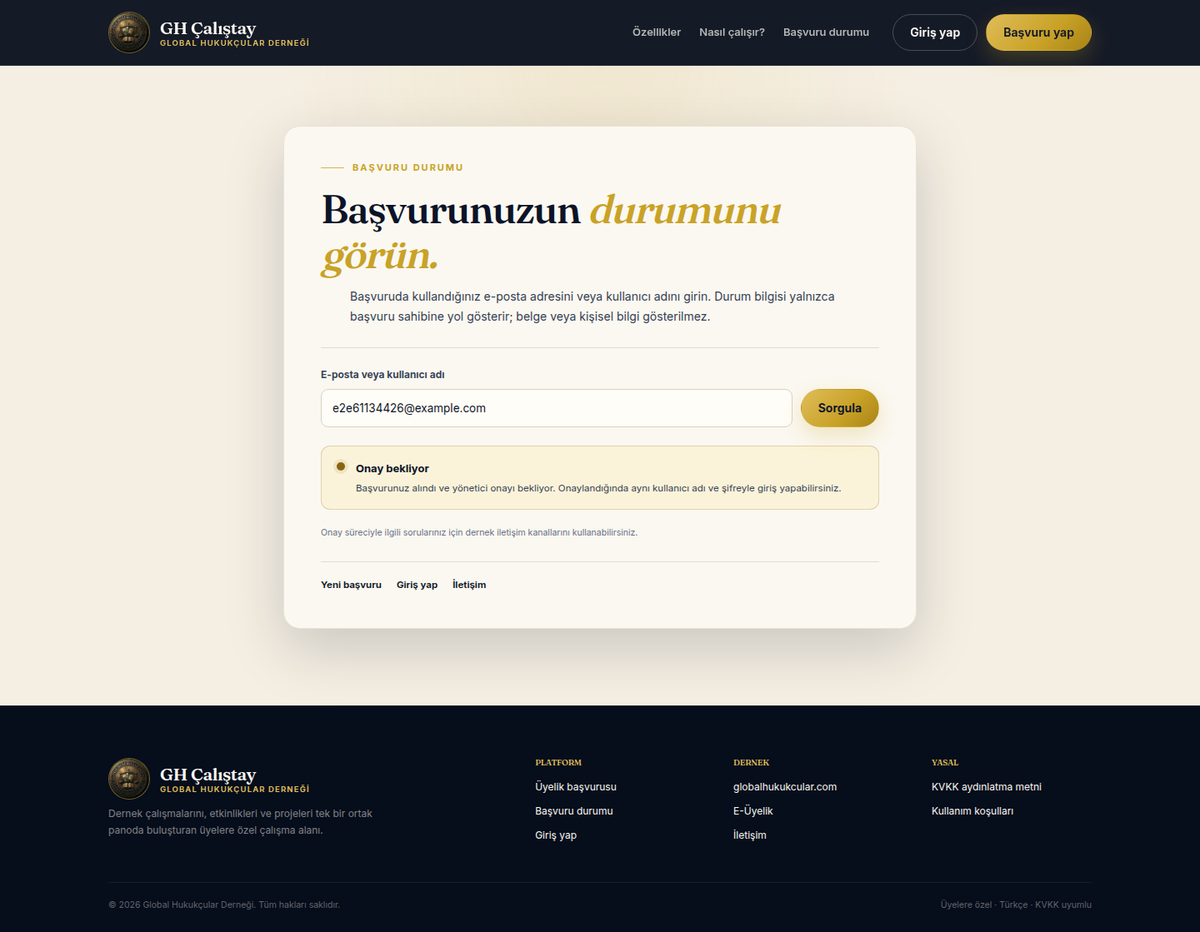 GH Çalıştay
GLOBAL HUKUKÇULAR DERNEĞİ
Özellikler
Nasıl çalışır?
Başvuru durumu
Giriş yap
Başvuru yap
BAŞVURU DURUMU
Başvurunuzun durumunu
görün.
Başvuruda kullandığınız e-posta adresini veya kullanıcı adını girin. Durum bilgisi yalnızca
başvuru sahibine yol gösterir; belge veya kişisel bilgi gösterilmez.
E-posta veya kullanıcı adı
e2e61134426@example.com
Sorgula
Onay bekliyor
Başvurunuz alındı ve yönetici onayı bekliyor. Onaylandığında aynı kullanıcı adı ve şifreyle giriş yapabilirsiniz.
Onay süreciyle ilgili sorularınız için dernek iletişim kanallarını kullanabilirsiniz.
Yeni başvuru
Giriş yap
İletişim
GH Çalıştay
GLOBAL HUKUKÇULAR DERNEĞİ
Dernek çalışmalarını, etkinlikleri ve projeleri tek bir ortak
panoda buluşturan üyelere özel çalışma alanı.
PLATFORM
Üyelik başvurusu
Başvuru durumu
Giriş yap
DERNEK
globalhukukcular.com
E-Üyelik
İletişim
YASAL
KVKK aydınlatma metni
Kullanım koşulları
© 2026 Global Hukukçular Derneği. Tüm hakları saklıdır.
Üyelere özel · Türkçe · KVKK uyumlu